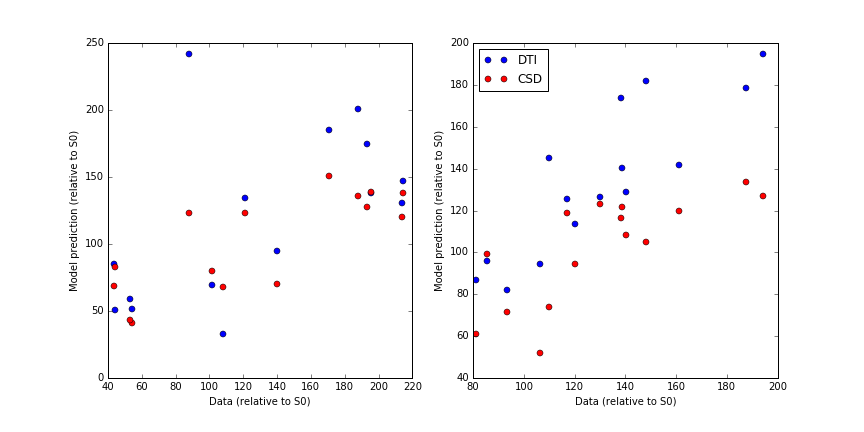 250
200
150
100
50
0
40 60 80 100 120 140 160 180 200 220
Data (relative to S0)
Model prediction (relative to S0)
200
180
160
140
120
100
80
60
40
80 100 120 140 160 180 200
Data (relative to S0)
Model prediction (relative to S0)
DTI
CSD